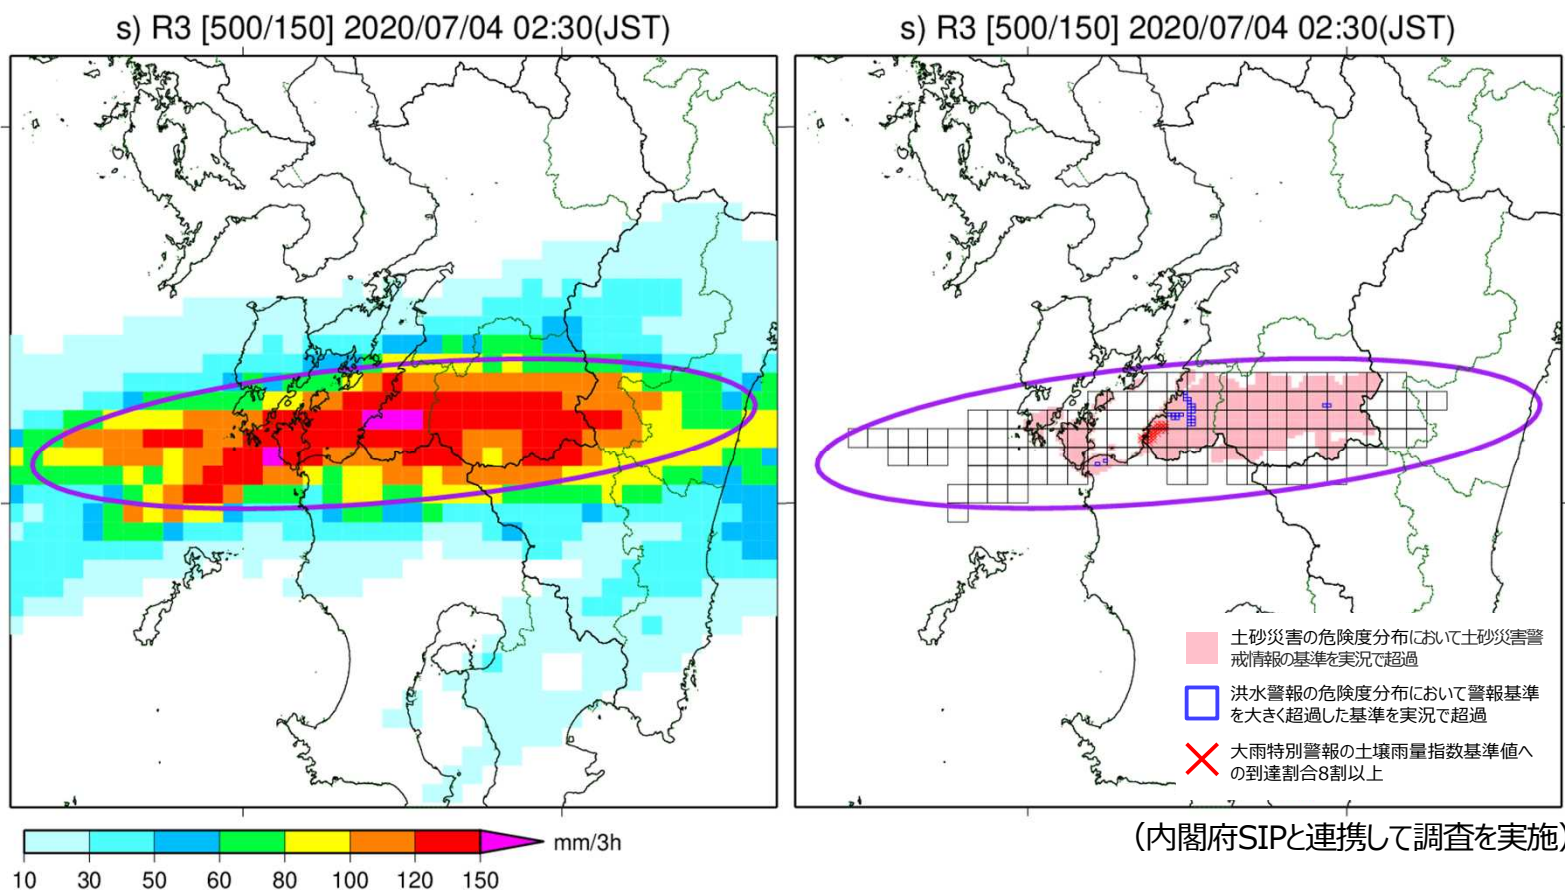 s) R3 [500/150] 2020/07/04 02:30(JST)
s) R3 [500/150] 2020/07/04 02:30(JST)
土砂災害の危険度分布において土砂災害警
戒情報の基準を実況で超過
洪水警報の危険度分布において警報基準
を大きく超過した基準を実況で超過
大雨特別警報の土壌雨量指数基準値へ
の到達割合8割以上
(内閣府SIPと連携して調査を実施)
mm/3h
10 30 50 60 80 100 120 150